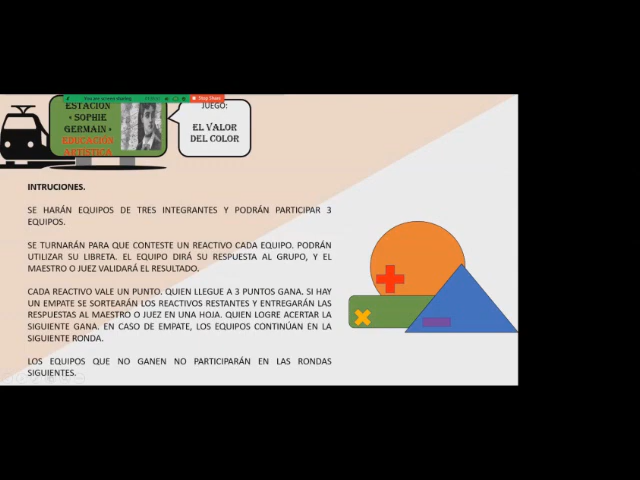 ESTACIÓN
« SOPHIE
GERMAIN »
EDUCACIÓN
ARTÍSTICA
JUEGO:
EL VALOR
DEL COLOR
INTRUCIONES.
SE HARÁN EQUIPOS DE TRES INTEGRANTES Y PODRÁN PARTICIPAR 3
EQUIPOS.
SE TURNARÁN PARA QUE CONTESTE UN REACTIVO CADA EQUIPO. PODRÁN
UTILIZAR SU LIBRETA. EL EQUIPO DIRÁ SU RESPUESTA AL GRUPO, Y EL
MAESTRO O JUEZ VALIDARÁ EL RESULTADO.
CADA REACTIVO VALE UN PUNTO. QUIEN LLEGUE A 3 PUNTOS GANA. SI HAY
UN EMPATE SE SORTEARÁN LOS REACTIVOS RESTANTES Y ENTREGARÁN LAS
RESPUESTAS AL MAESTRO O JUEZ EN UNA HOJA. QUIEN LOGRE ACERTAR LA
SIGUIENTE GANA. EN CASO DE EMPATE, LOS EQUIPOS CONTINÚAN EN LA
SIGUIENTE RONDA.
LOS EQUIPOS QUE NO GANEN NO PARTICIPARÁN EN LAS RONDAS
SIGUIENTES.